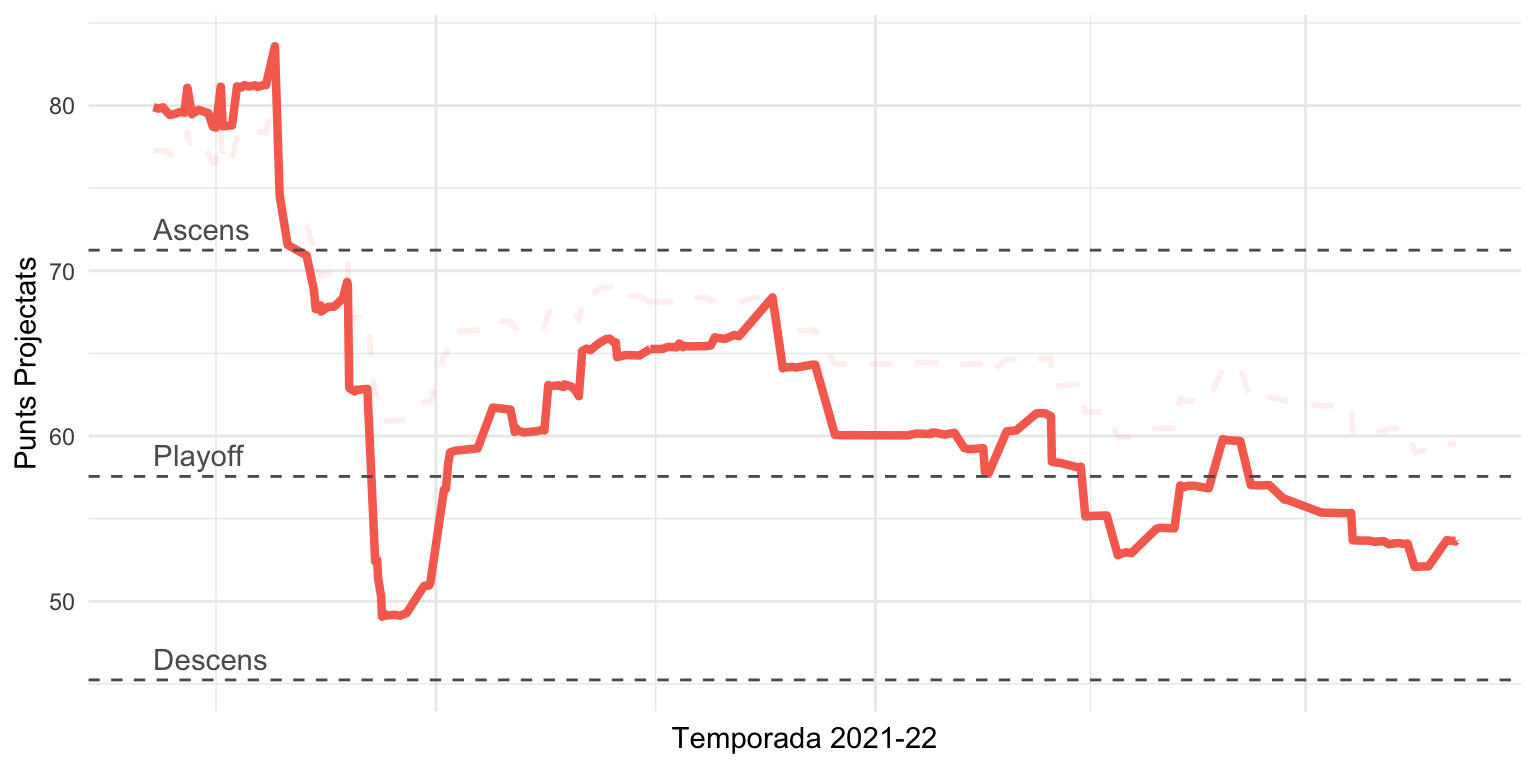 Punts Projectats
80
70
60
50
Ascens
Playoff
Descens
Temporada 2021-22